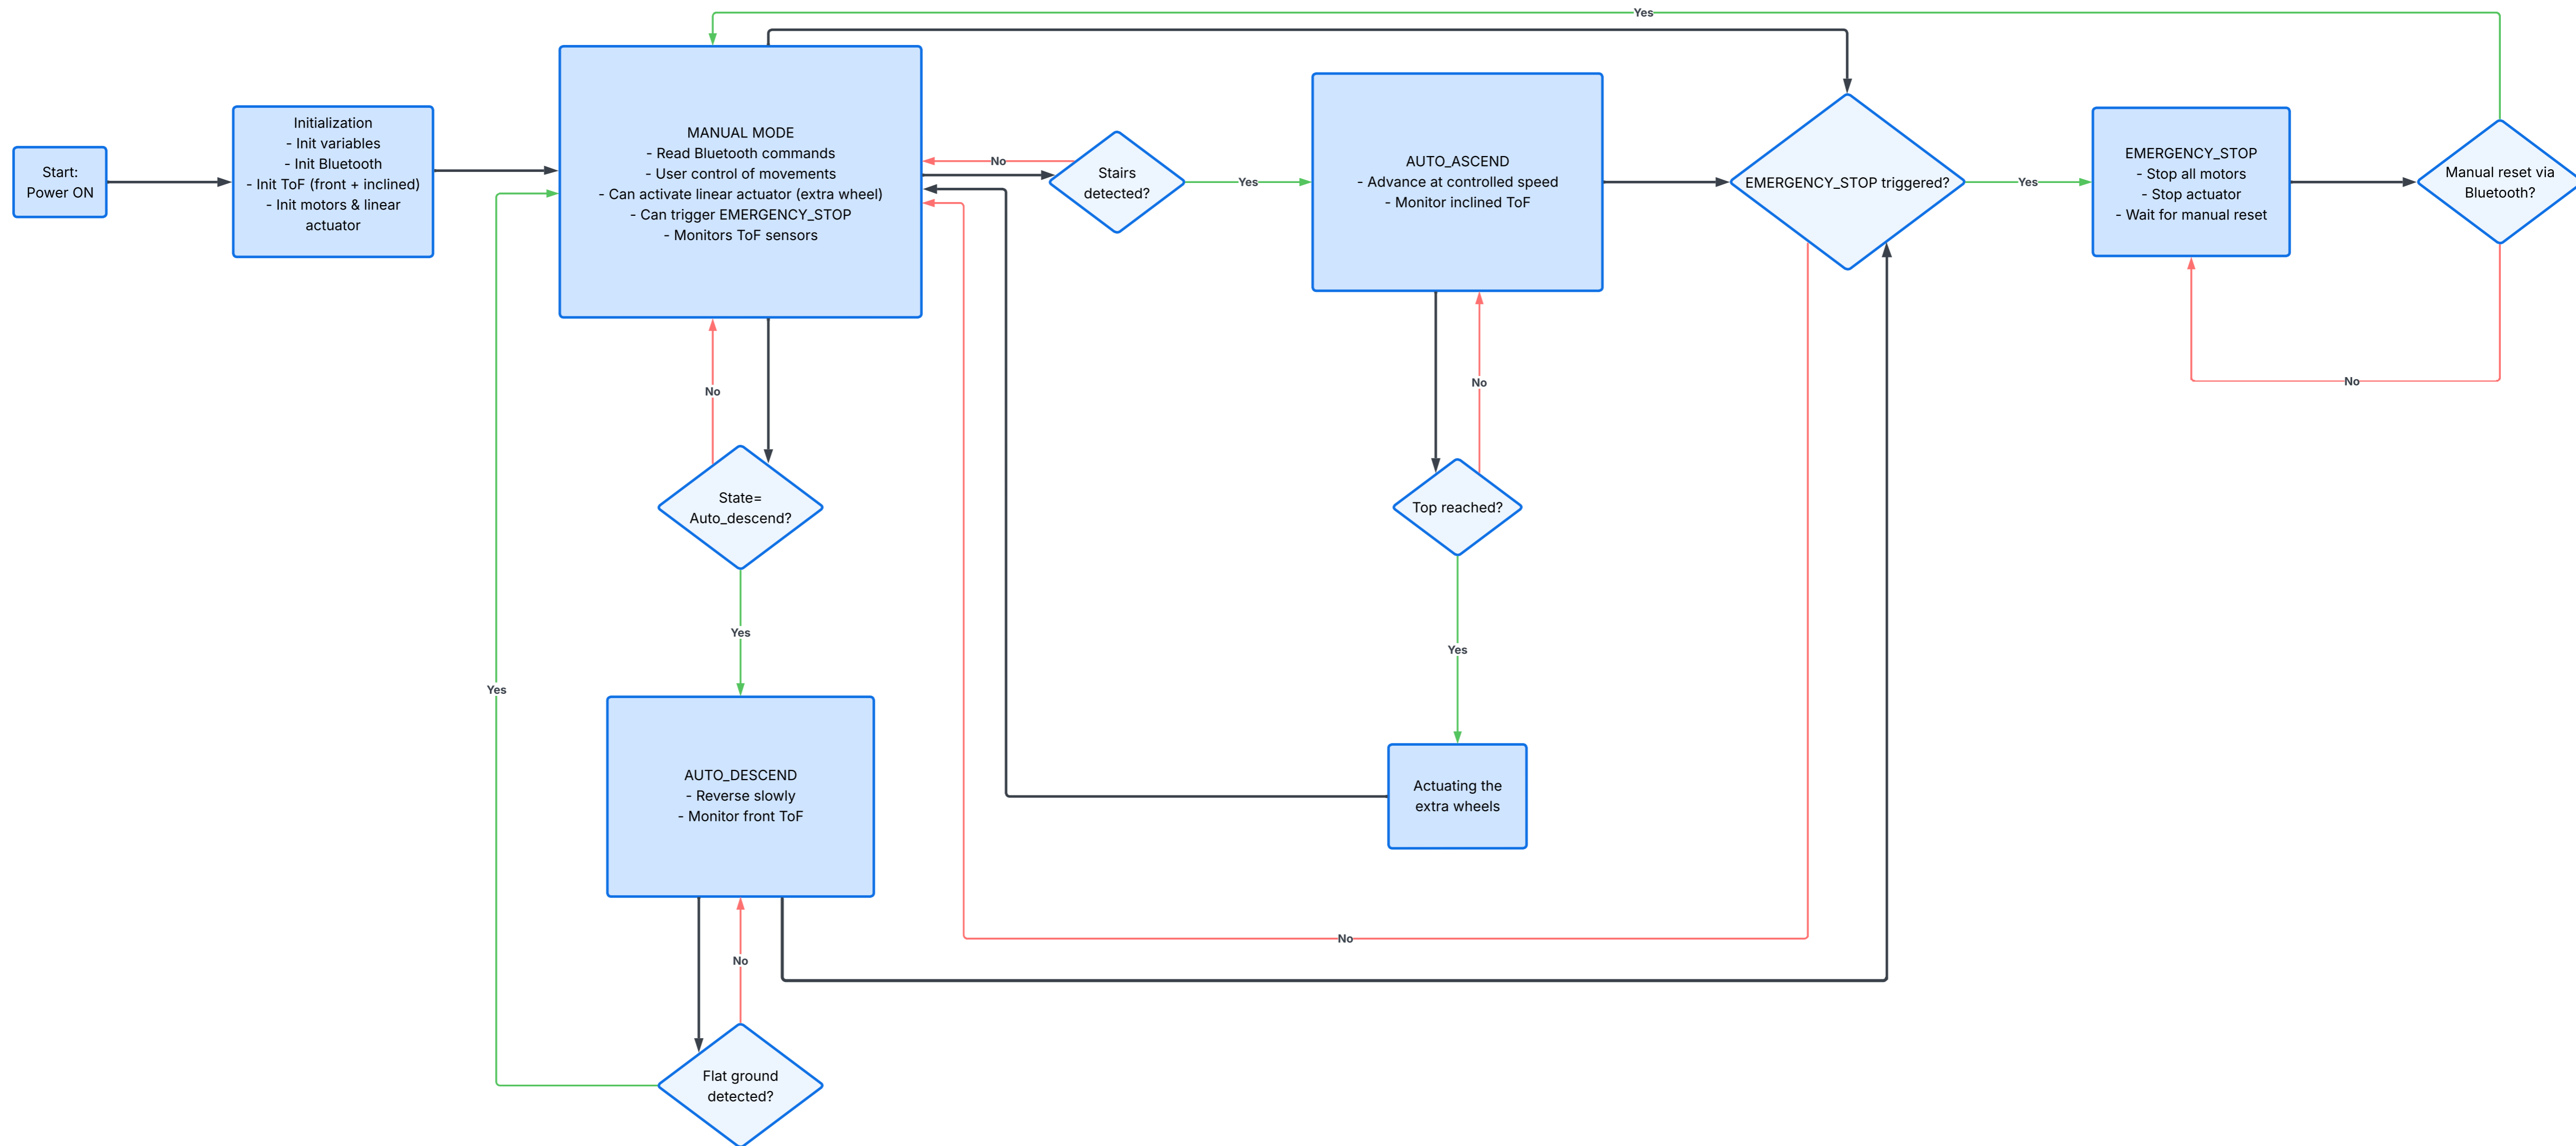 Yes
Start:
Power ON
Initialization
- Init variables
- Init Bluetooth
- Init ToF (front + inclined)
- Init motors & linear
actuator
MANUAL MODE
- Read Bluetooth commands
- User control of movements
- Can activate linear actuator (extra wheel)
- Can trigger EMERGENCY_STOP
- Monitors ToF sensors
No
Stairs
detected?
Yes
AUTO_ASCEND
- Advance at controlled speed
- Monitor inclined ToF
EMERGENCY_STOP triggered?
Yes
EMERGENCY_STOP
- Stop all motors
- Stop actuator
- Wait for manual reset
Manual reset via
Bluetooth?
No
No
No
State=
Auto_descend?
Top reached?
Yes
Yes
Yes
AUTO_DESCEND
- Reverse slowly
- Monitor front ToF
Actuating the
extra wheels
No
No
Flat ground
detected?